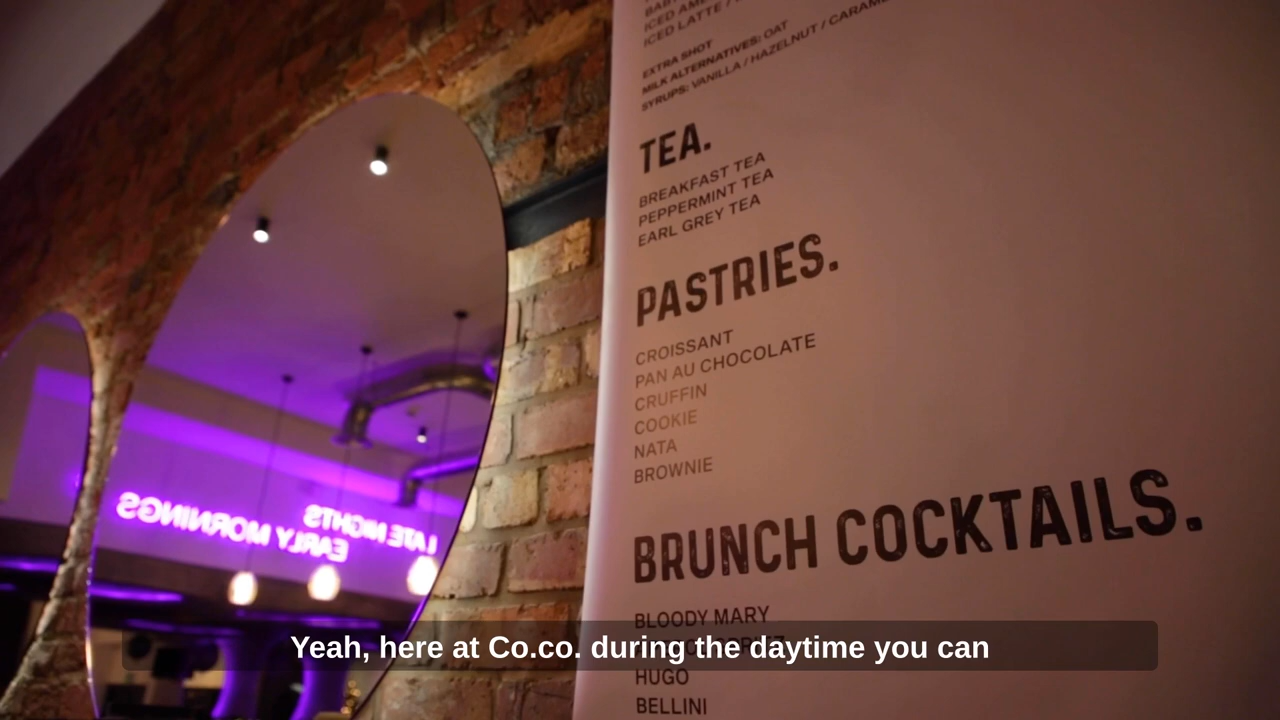 ICED LATTE /
EXTRA SHOT
MILK ALTERNATIVES: OAT
SYRUPS: VANILLA / HAZELNUT / CARAME
TEA.
BREAKFAST TEA
PEPPERMINT TEA
EARL GREY TEA
PASTRIES.
CROISSANT
PAN AU CHOCOLATE
CRUFFIN
COOKIE
NATA
BROWNIE
BRUNCH COCKTAILS.
BLOODY MARY
HUGO
BELLINI
LATE NIGHTS
EARLY MORNINGS
Yeah, here at Co.co. during the daytime you can